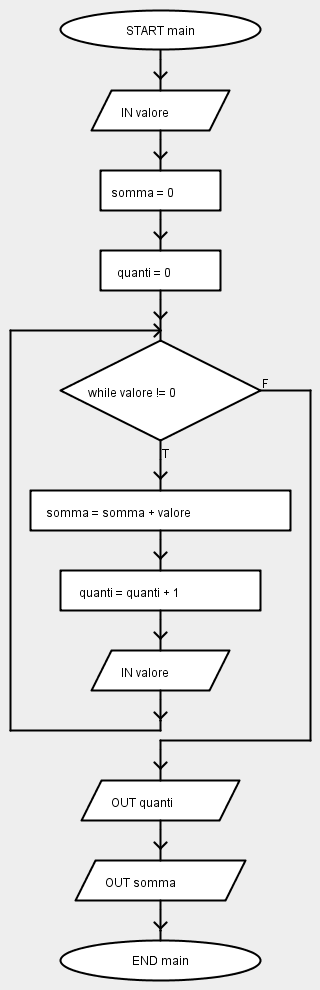 START main
IN valore
somma = 0
quanti = 0
while valore != 0
F
T
somma = somma + valore
quanti = quanti + 1
IN valore
OUT quanti
OUT somma
END main